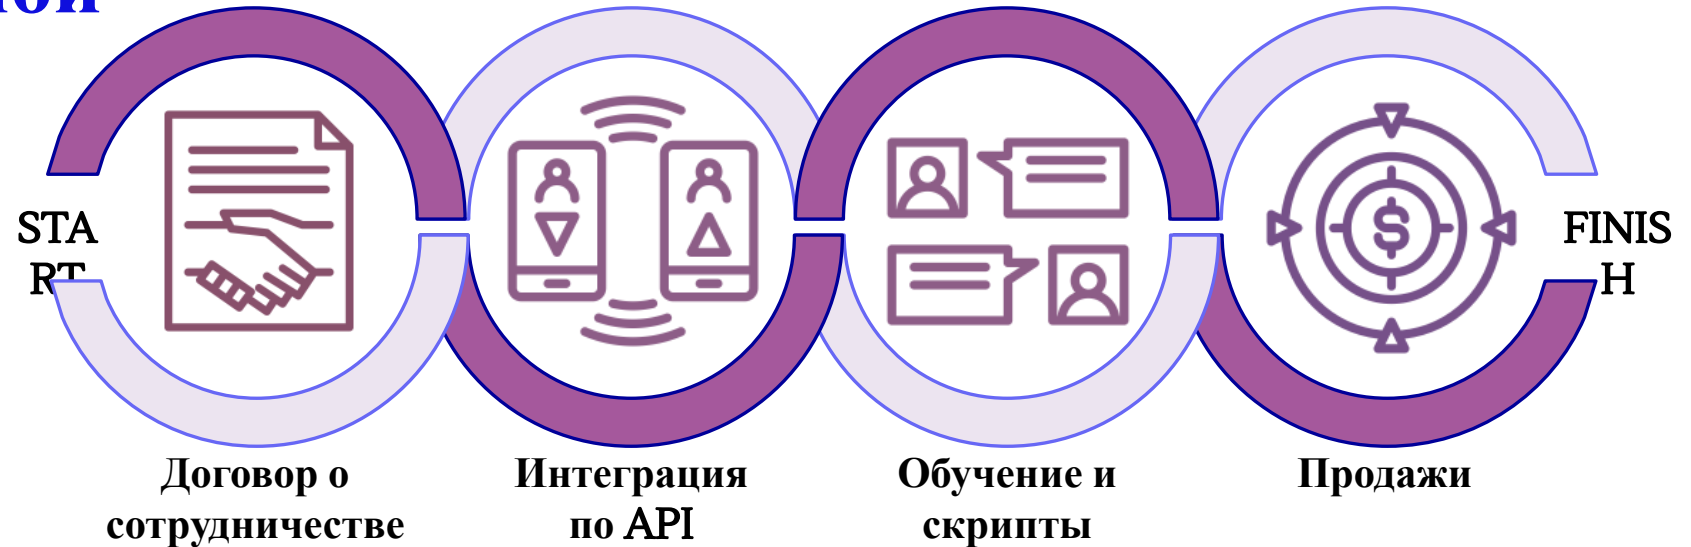 STA
RT
FINIS
H
Договор о
сотрудничестве
Интеграция
по API
Обучение и
скрипты
Продажи